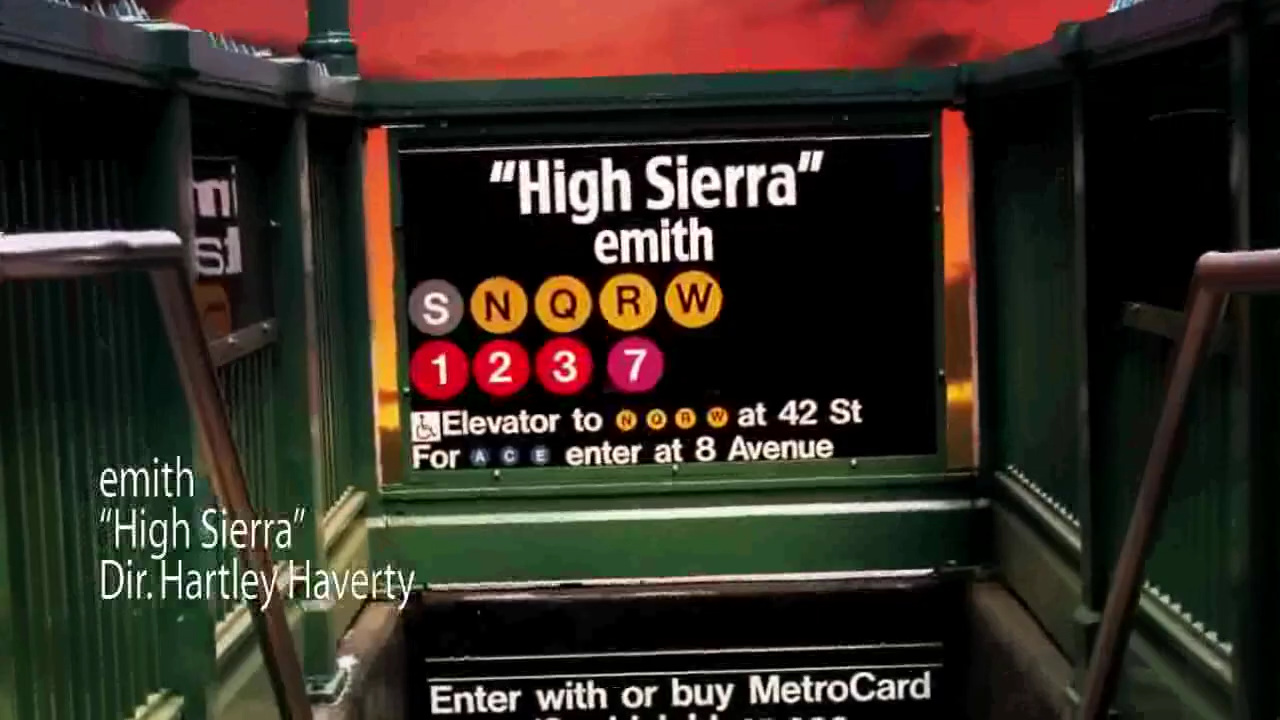 “High Sierra”
emith
S N Q R W
1 2 3 7
Elevator to N Q R W at 42 St
For A C E enter at 8 Avenue
emith
“High Sierra”
Dir. Hartley Haverty
Enter with or buy MetroCard